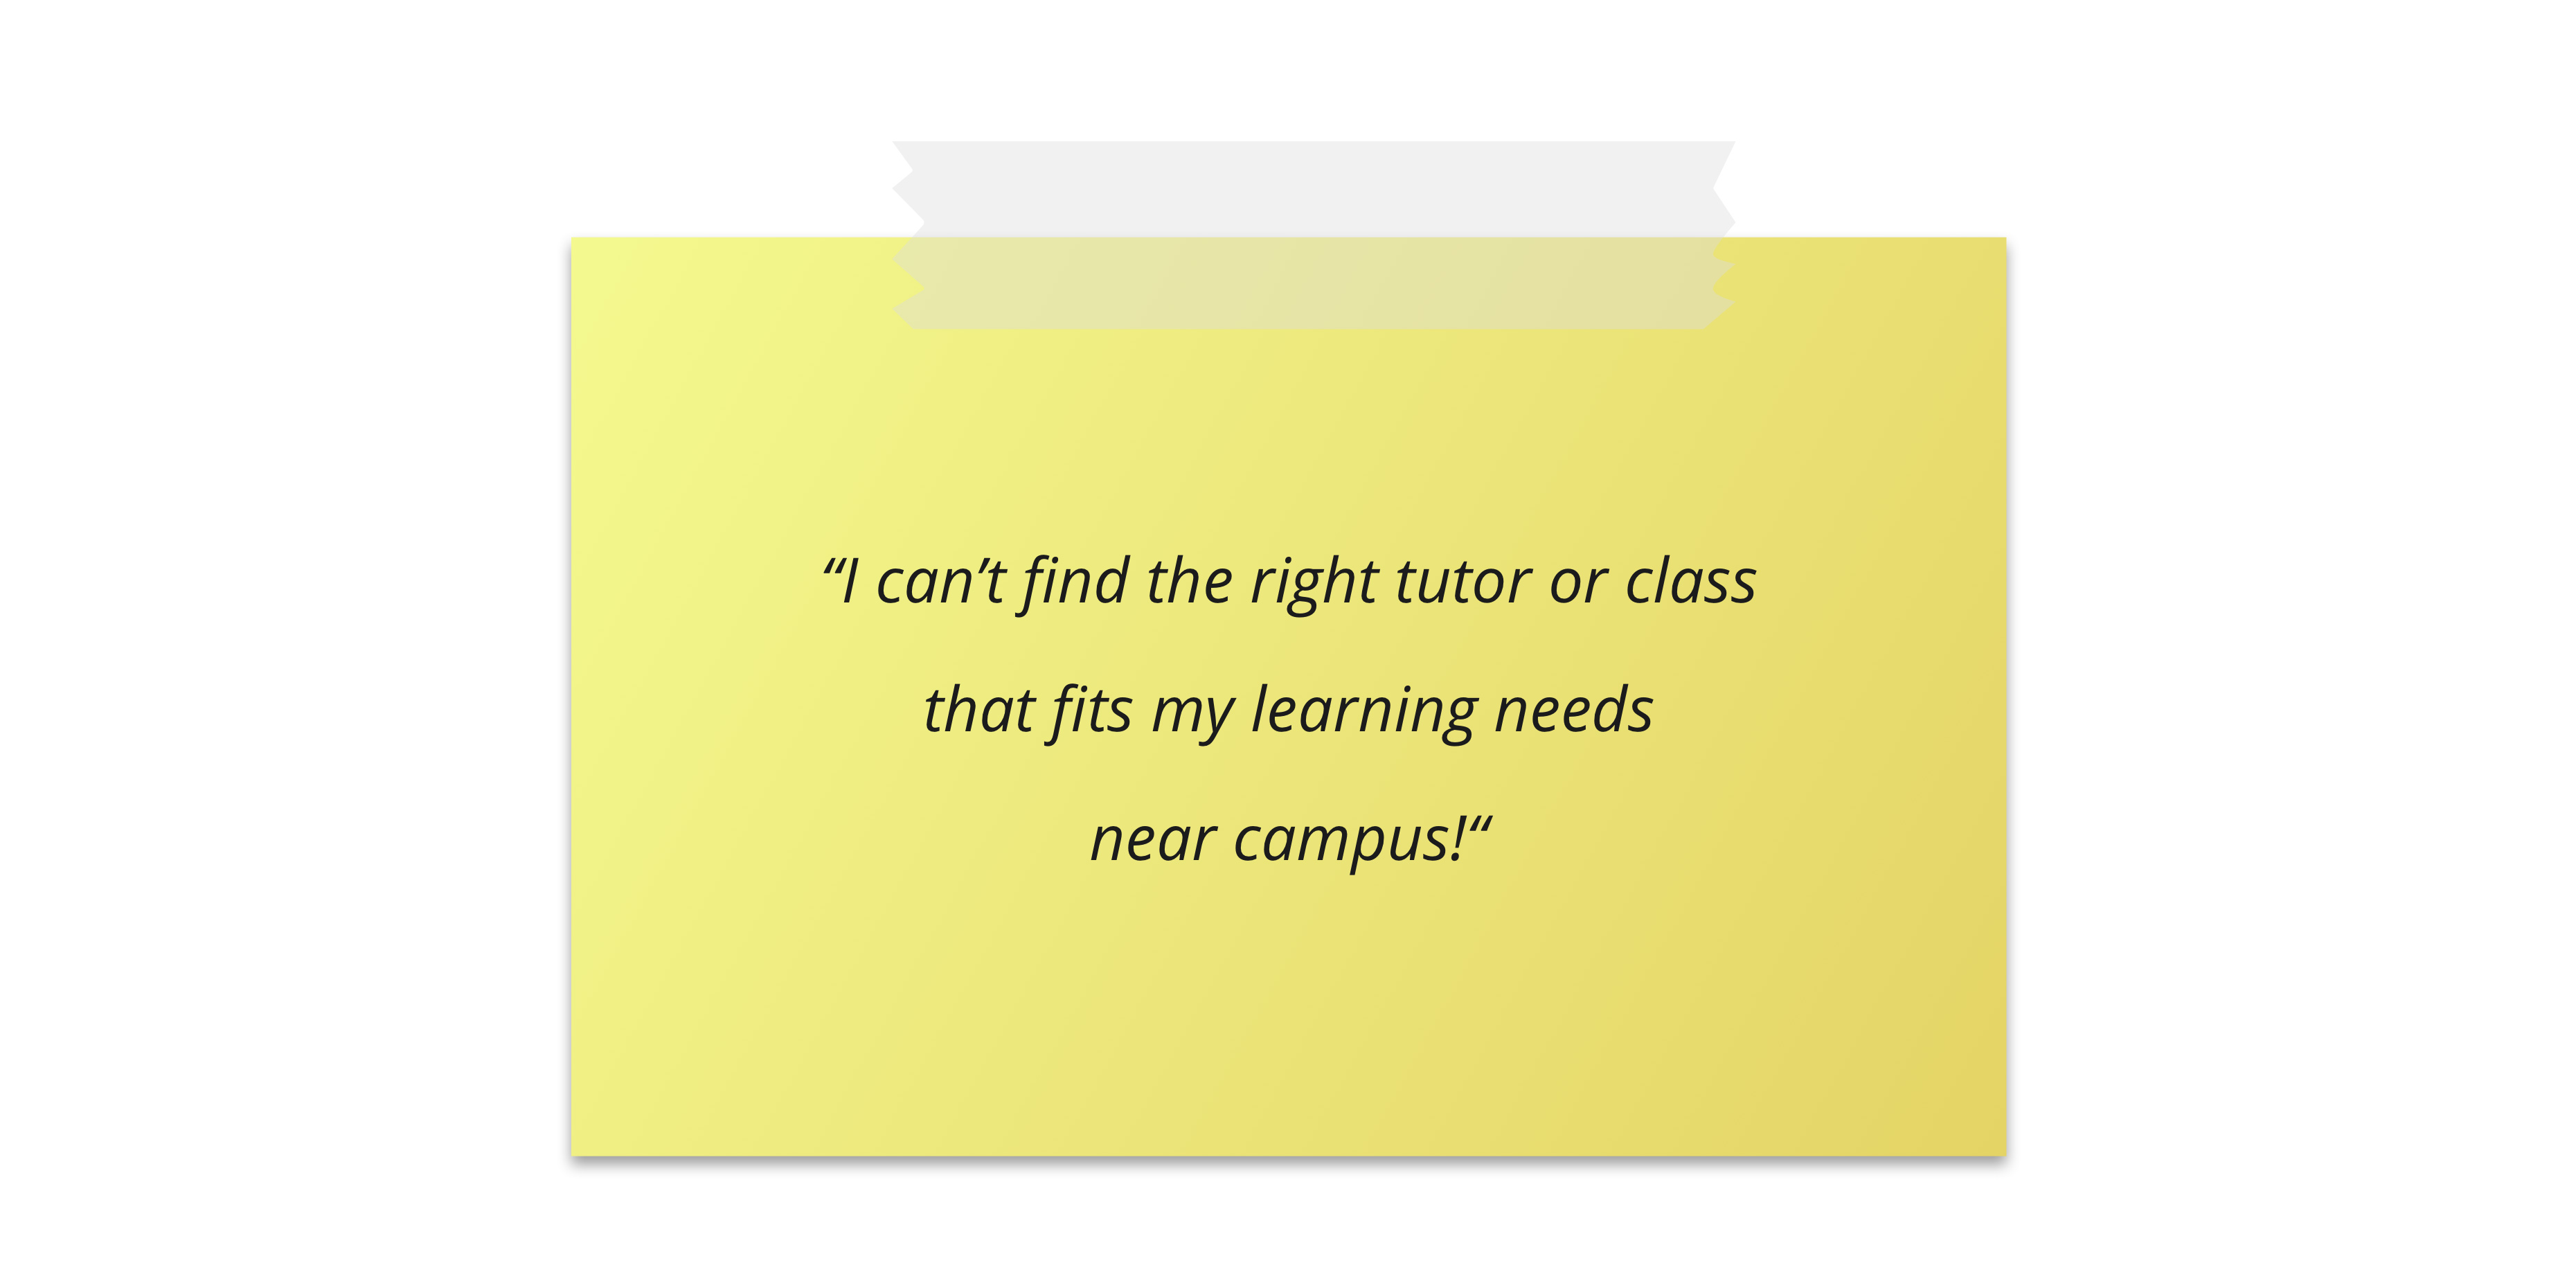 “I can’t find the right tutor or class
that fits my learning needs
near campus!“